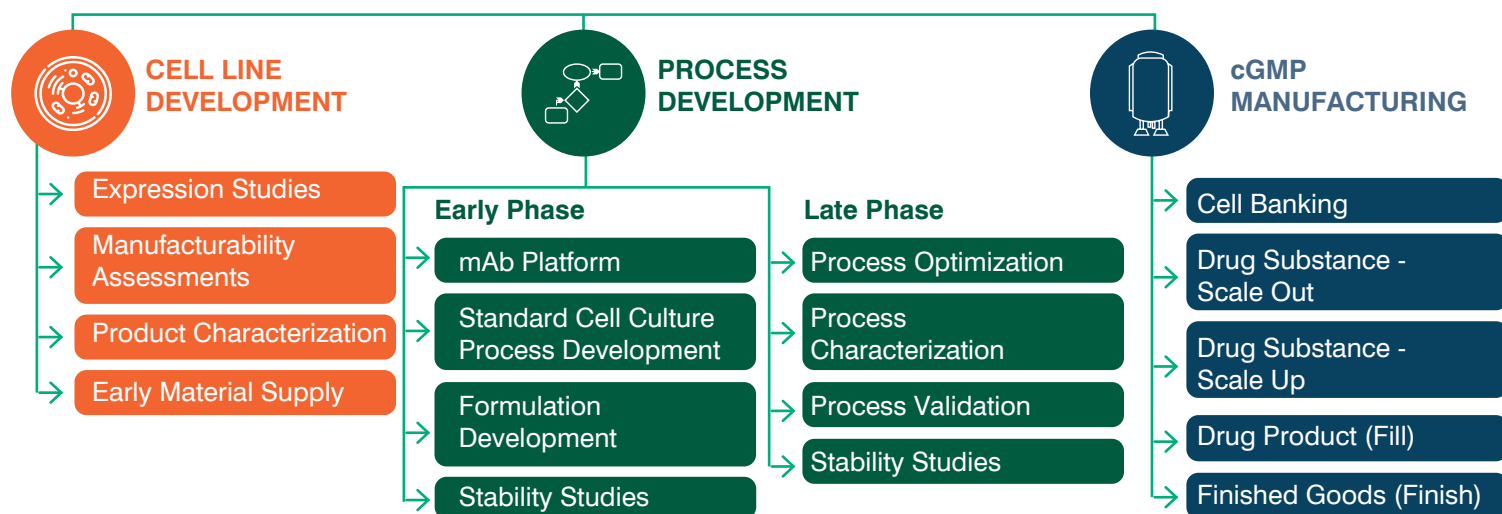 CELL LINE
DEVELOPMENT
Expression Studies
Manufacturability
Assessments
Product Characterization
Early Material Supply
PROCESS
DEVELOPMENT
Early Phase
mAb Platform
Standard Cell Culture
Process Development
Formulation
Development
Stability Studies
Late Phase
Process Optimization
Process
Characterization
Process Validation
Stability Studies
cGMP
MANUFACTURING
Cell Banking
Drug Substance -
Scale Out
Drug Substance -
Scale Up
Drug Product (Fill)
Finished Goods (Finish)